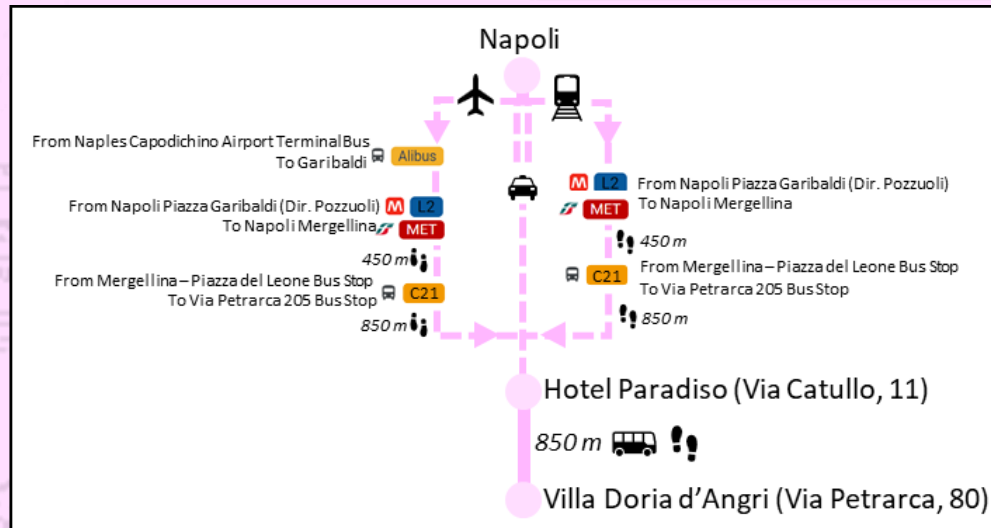 Napoli
From Naples Capodichino Airport Terminal Bus
To Garibaldi
Alibus
From Napoli Piazza Garibaldi (Dir. Pozzuoli)
M L2
To Napoli Mergellina
MET
450 m
From Mergellina – Piazza del Leone Bus Stop
To Via Petrarca 205 Bus Stop
C21
850 m
M L2
From Napoli Piazza Garibaldi (Dir. Pozzuoli)
MET
To Napoli Mergellina
450 m
From Mergellina – Piazza del Leone Bus Stop
C21
To Via Petrarca 205 Bus Stop
850 m
Hotel Paradiso (Via Catullo, 11)
850 m
Villa Doria d’Angri (Via Petrarca, 80)